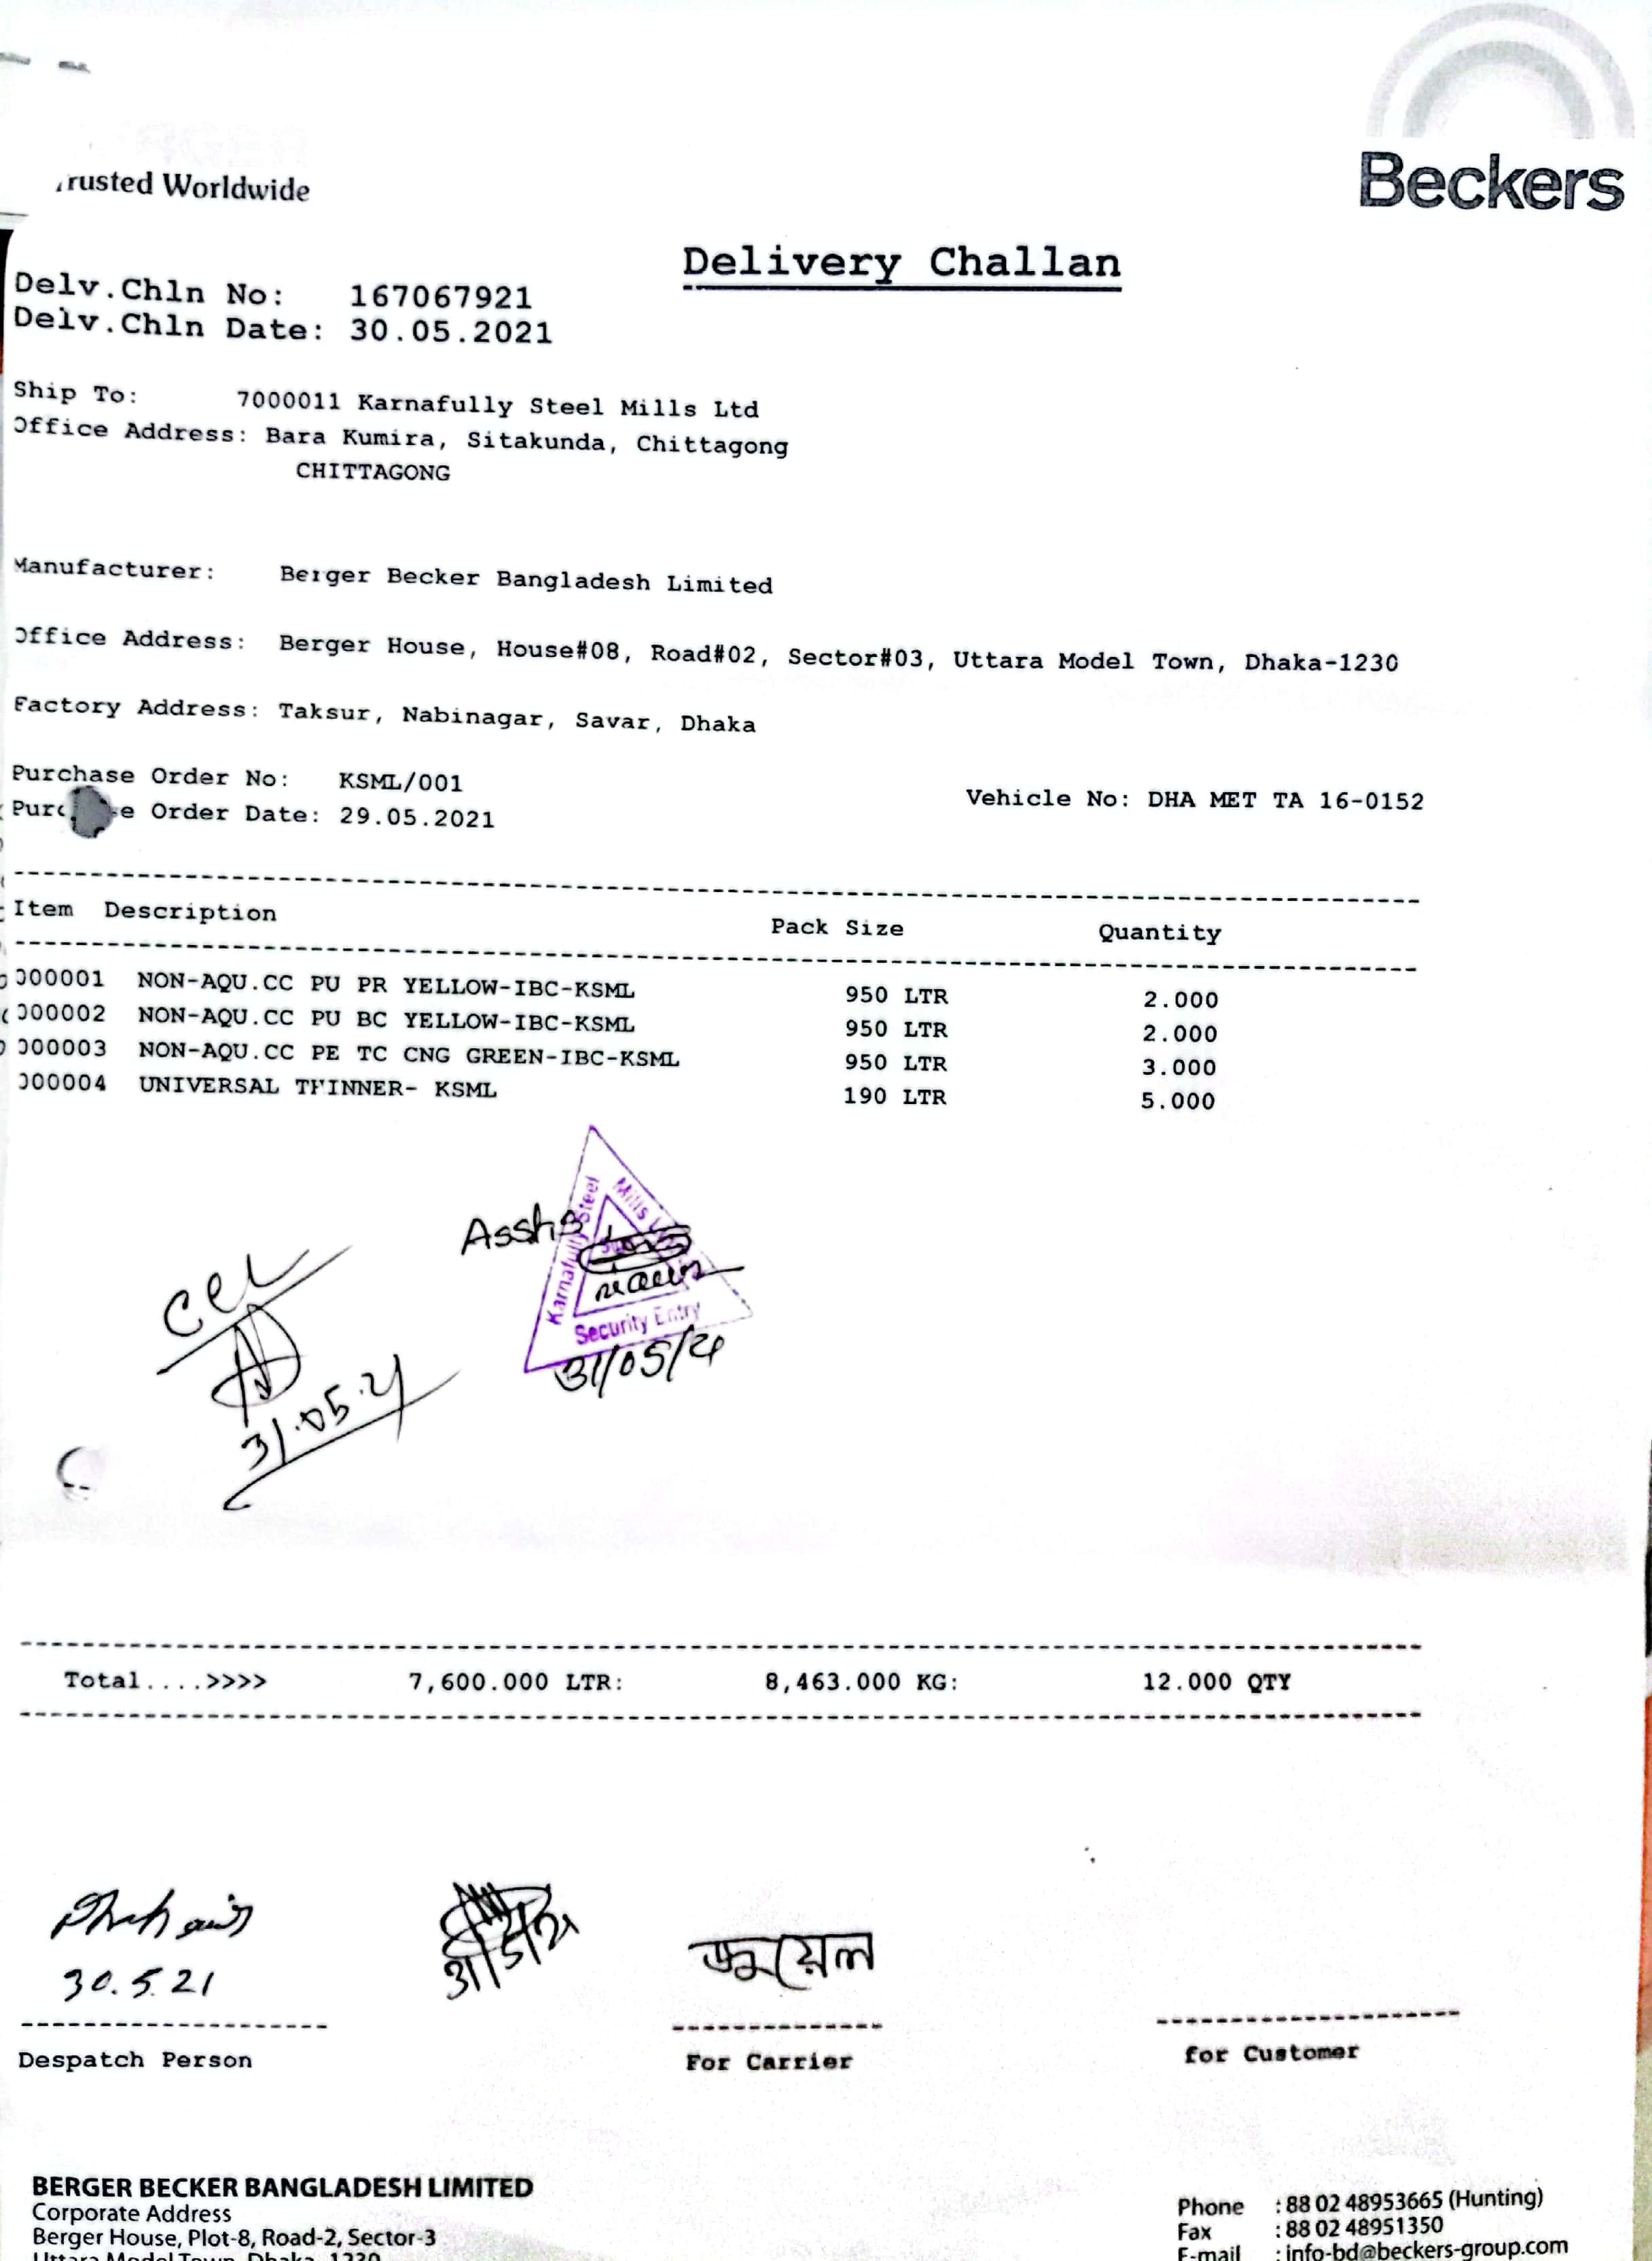 rusted Worldwide
Beckers
Delivery Challan
Delv.Chln No: 167067921
Delv.Chln Date: 30.05.2021
Ship To: 7000011 Karnafully Steel Mills Ltd
Office Address: Bara Kumira, Sitakunda, Chittagong
CHITTAGONG
Manufacturer: Berger Becker Bangladesh Limited
Office Address: Berger House, House#08, Road#02, Sector#03, Uttara Model Town, Dhaka-1230
Factory Address: Taksur, Nabinagar, Savar, Dhaka
Purchase Order No: KSML/001
Purc e Order Date: 29.05.2021 Vehicle No: DHA MET TA 16-0152
Item Description Pack Size Quantity
000001 NON-AQU.CC PU PR YELLOW-IBC-KSML 950 LTR 2.000
000002 NON-AQU.CC PU BC YELLOW-IBC-KSML 950 LTR 2.000
000003 NON-AQU.CC PE TC CNG GREEN-IBC-KSML 950 LTR 3.000
000004 UNIVERSAL THINNER- KSML 190 LTR 5.000
Karnafully Steel Mills
Security Entry
31/05/21
31.05.21
Total....>>>> 7,600.000 LTR: 8,463.000 KG: 12.000 QTY
30.5.21
31/5/21
জুয়েল
Despatch Person For Carrier for Customer
BERGER BECKER BANGLADESH LIMITED
Corporate Address
Berger House, Plot-8, Road-2, Sector-3
Uttara Model Town, Dhaka-1230
Phone : 88 02 48953665 (Hunting)
Fax : 88 02 48951350
E-mail : info-bd@beckers-group.com